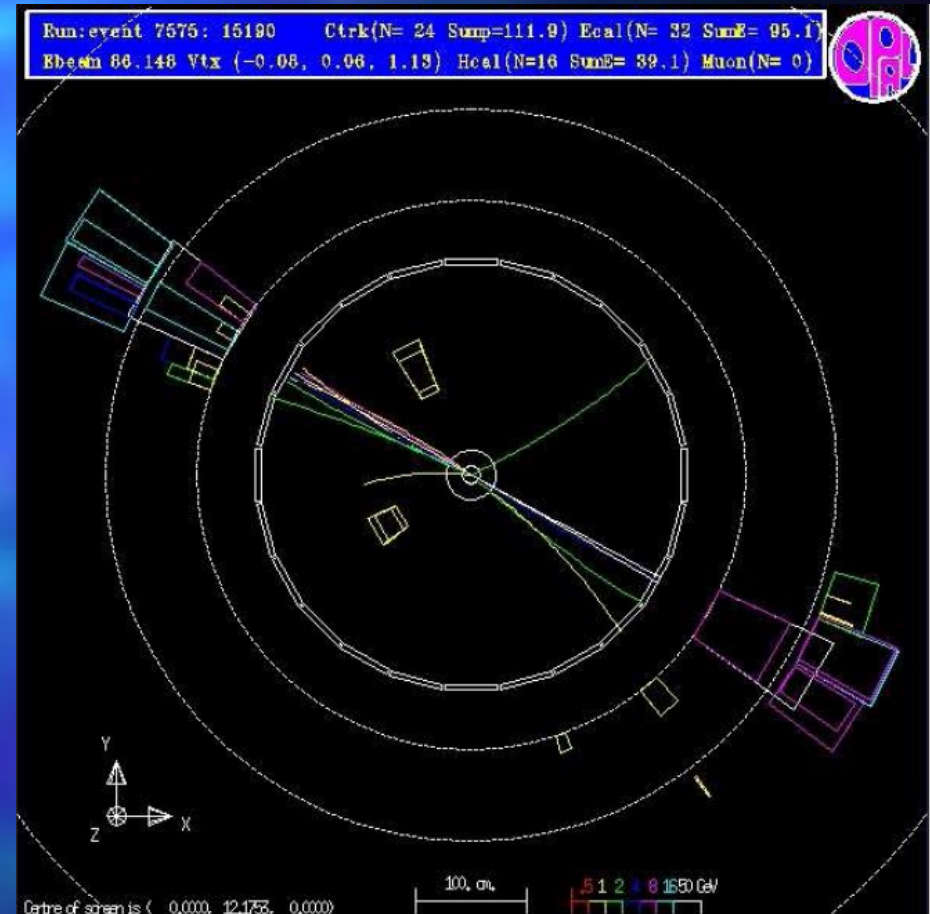 Run:event 7575: 15190 Ctrk(N= 24 Sump=111.9) Ecal(N= 32 SumE= 95.1)
Ebeam 86.148 Vtx (-0.08, 0.06, 1.13) Hcal(N=16 SumE= 39.1) Muon(N= 0)
OPAL
Y
Z X
100. cm.
.5 1 2 4 8 16 50 GeV
Centre of screen is ( 0.0000, 12.1753, 0.0000)